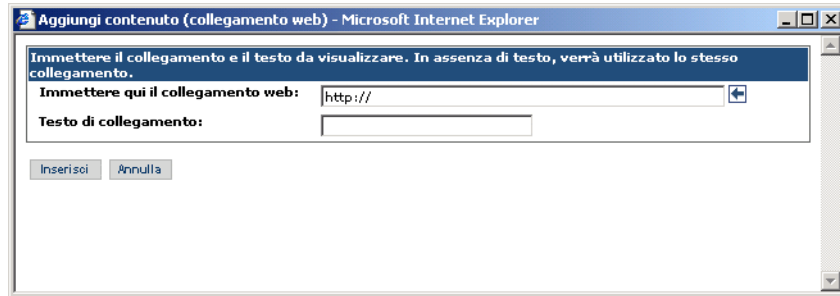 Aggiungi contenuto (collegamento web) - Microsoft Internet Explorer
Immettere il collegamento e il testo da visualizzare. In assenza di testo, verrà utilizzato lo stesso
collegamento.
Immettere qui il collegamento web: http://
Testo di collegamento:
Inserisci Annulla